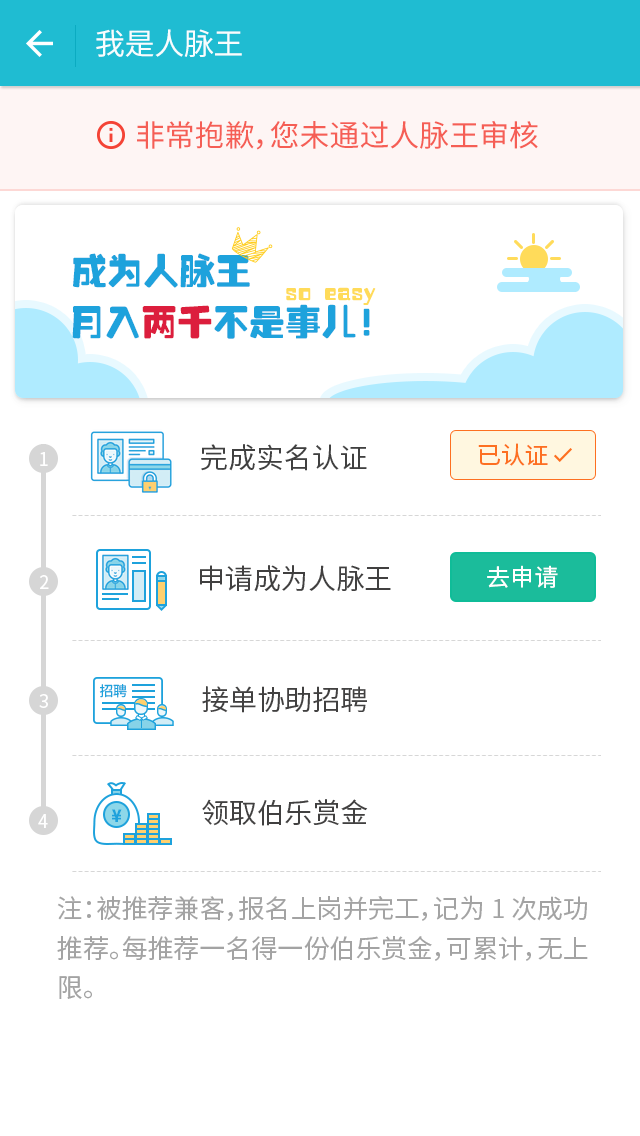 我是人脉王
非常抱歉，您未通过人脉王审核
成为人脉王
so easy
月入两千不是事儿！
1
完成实名认证
已认证
2
申请成为人脉王
去申请
招聘
3
接单协助招聘
¥
4
领取伯乐赏金
注：被推荐兼客，报名上岗并完工，记为 1 次成功
推荐。每推荐一名得一份伯乐赏金，可累计，无上
限。